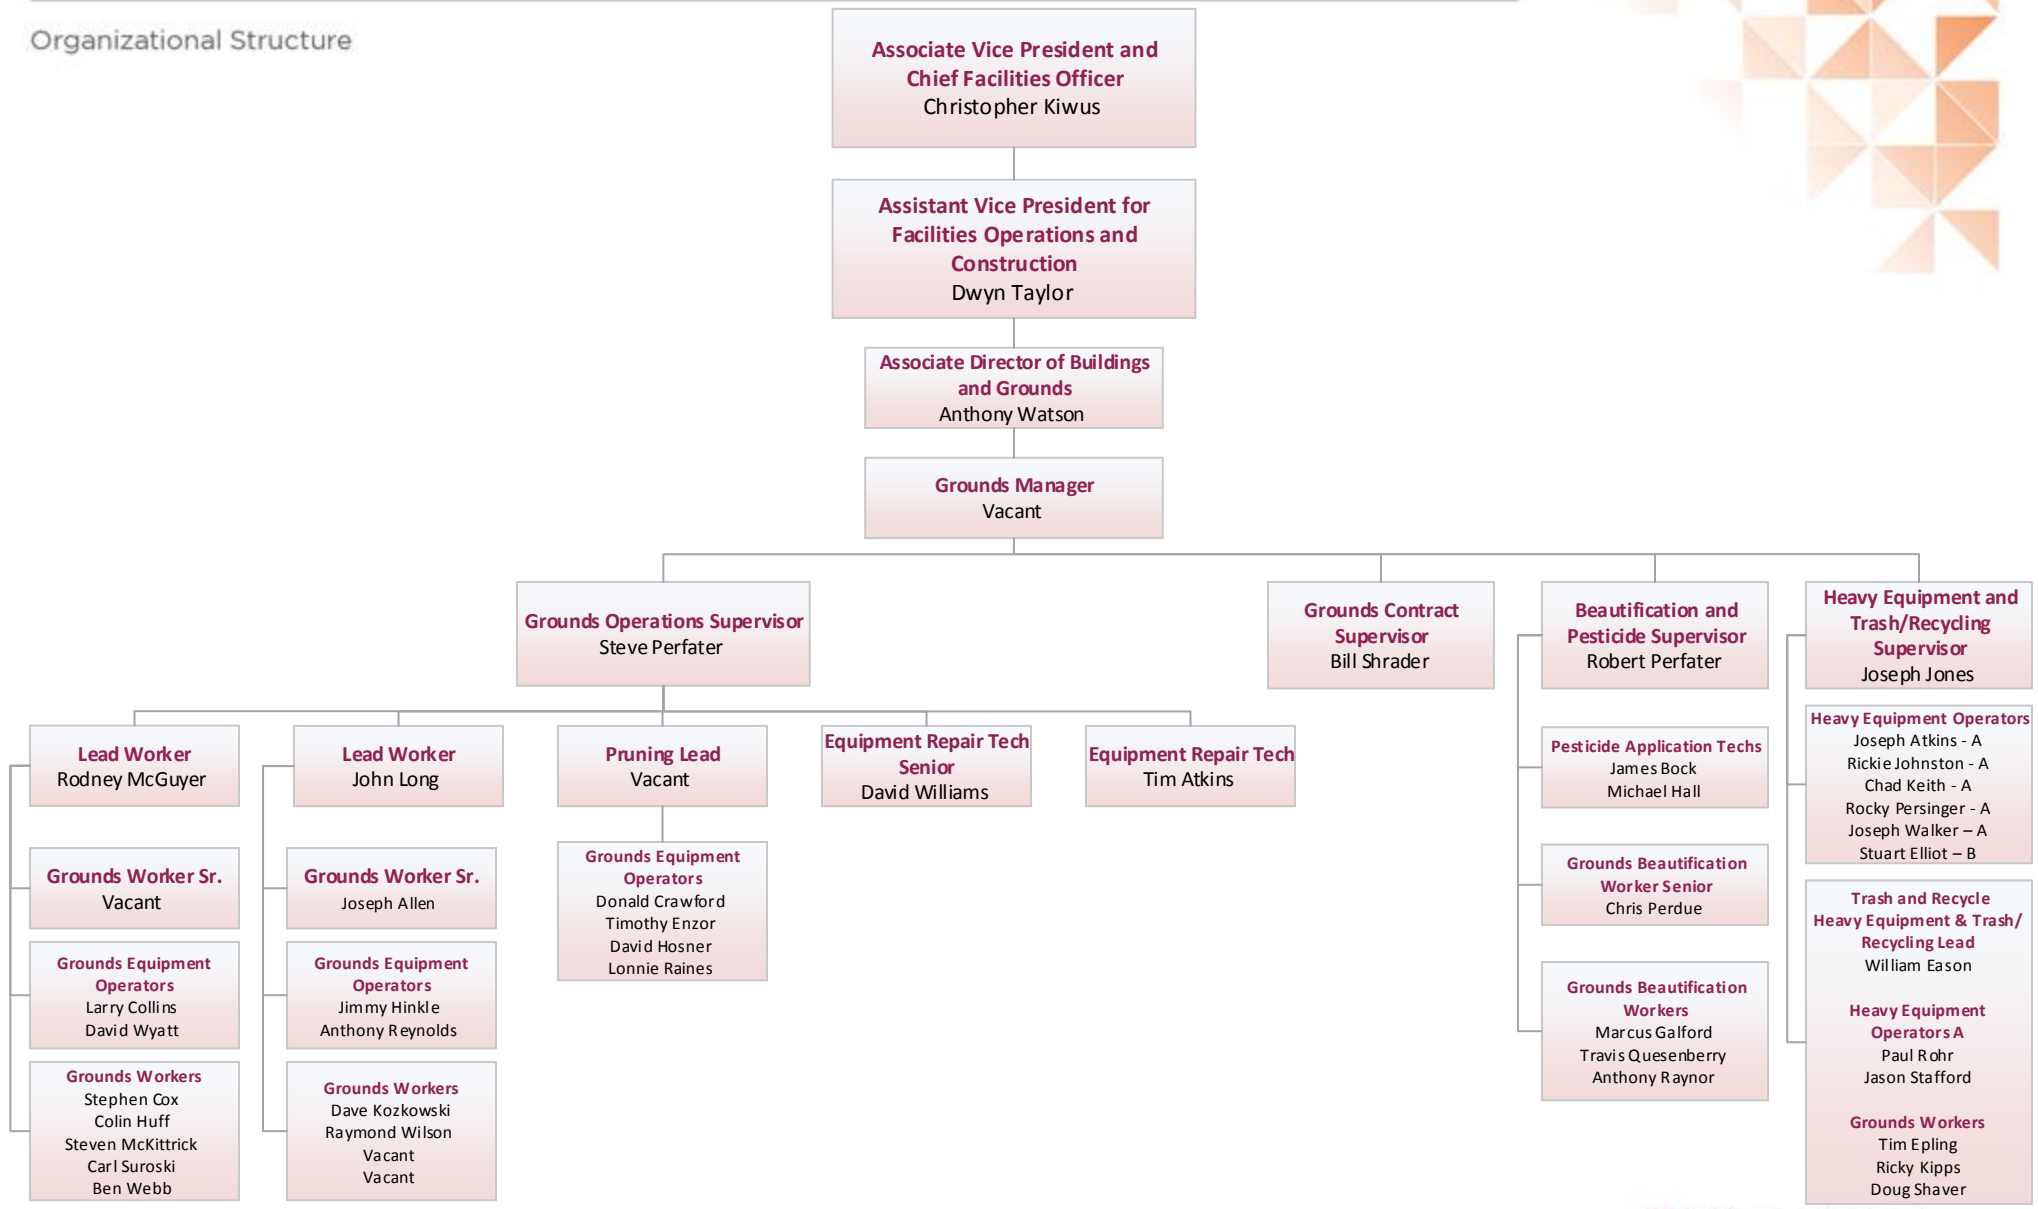 Organizational Structure
Associate Vice President and
Chief Facilities Officer
Christopher Kiwus
Assistant Vice President for
Facilities Operations and
Construction
Dwyn Taylor
Associate Director of Buildings
and Grounds
Anthony Watson
Grounds Manager
Vacant
Grounds Operations Supervisor
Steve Perfater
Grounds Contract
Supervisor
Bill Shrader
Beautification and
Pesticide Supervisor
Robert Perfater
Heavy Equipment and
Trash/Recycling
Supervisor
Joseph Jones
Lead Worker
Rodney McGuyer
Lead Worker
John Long
Pruning Lead
Vacant
Equipment Repair Tech
Senior
David Williams
Equipment Repair Tech
Tim Atkins
Pesticide Application Techs
James Bock
Michael Hall
Heavy Equipment Operators
Joseph Atkins - A
Rickie Johnston - A
Chad Keith - A
Rocky Persinger - A
Joseph Walker – A
Stuart Elliot – B
Grounds Worker Sr.
Vacant
Grounds Worker Sr.
Joseph Allen
Grounds Equipment
Operators
Donald Crawford
Timothy Enzor
David Hosner
Lonnie Raines
Grounds Beautification
Worker Senior
Chris Perdue
Trash and Recycle
Heavy Equipment & Trash/
Recycling Lead
William Eason
Heavy Equipment
Operators A
Paul Rohr
Jason Stafford
Grounds Workers
Tim Epling
Ricky Kipps
Doug Shaver
Grounds Equipment
Operators
Larry Collins
David Wyatt
Grounds Equipment
Operators
Jimmy Hinkle
Anthony Reynolds
Grounds Beautification
Workers
Marcus Galford
Travis Quesenberry
Anthony Raynor
Grounds Workers
Stephen Cox
Colin Huff
Steven McKittrick
Carl Suroski
Ben Webb
Grounds Workers
Dave Kozkowski
Raymond Wilson
Vacant
Vacant